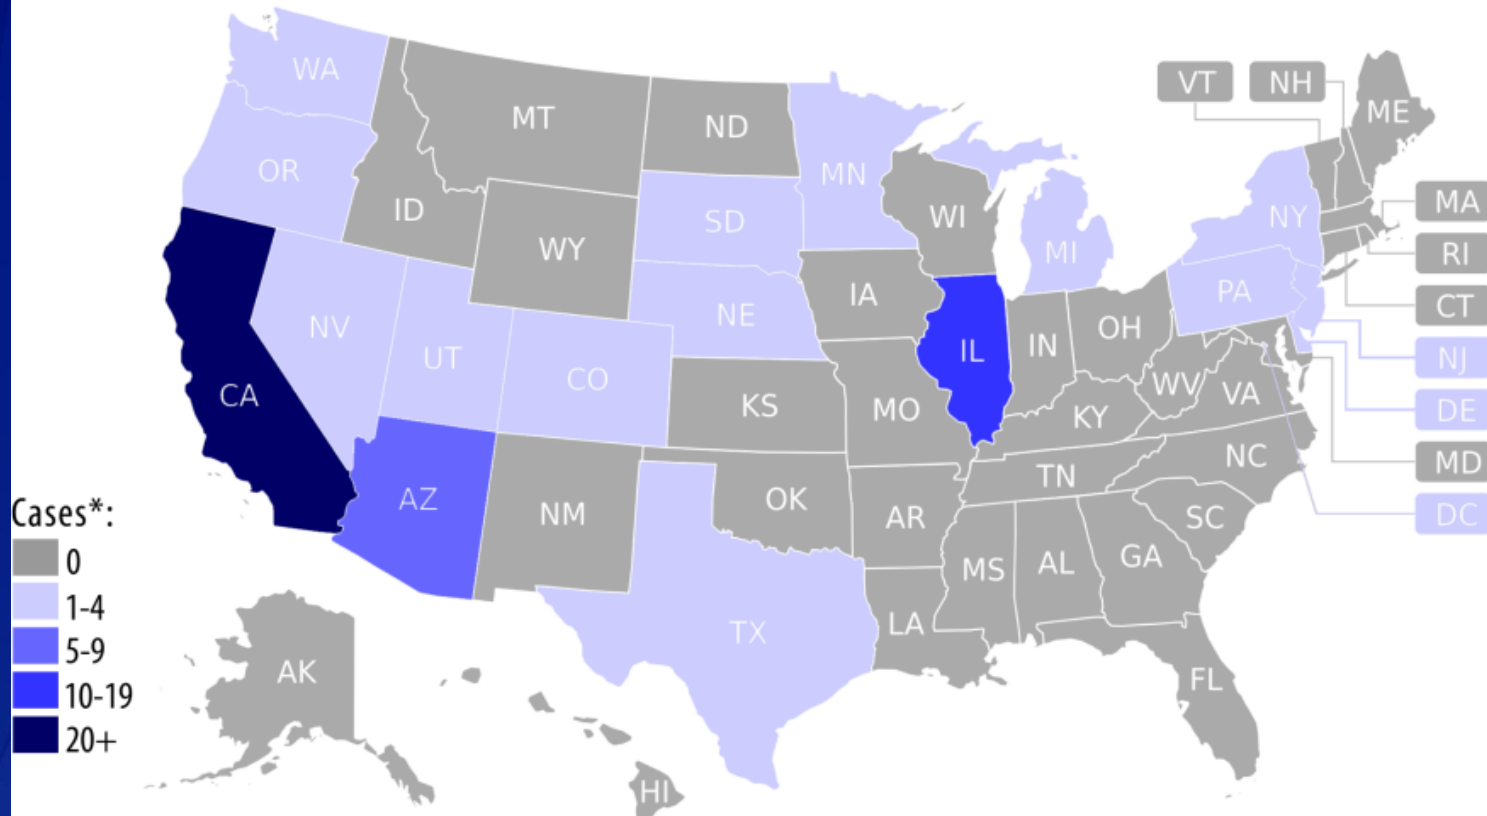 WA
MT
ND
VT
NH
ME
OR
MN
ID
SD
WI
NY
MA
WY
MI
RI
IA
NE
PA
CT
NV
UT
CO
IL
IN
OH
NJ
CA
KS
MO
WV
VA
DE
KY
NC
MD
AZ
NM
OK
AR
TN
SC
DC
MS
AL
GA
TX
LA
FL
AK
HI
Cases*:
0
1-4
5-9
10-19
20+